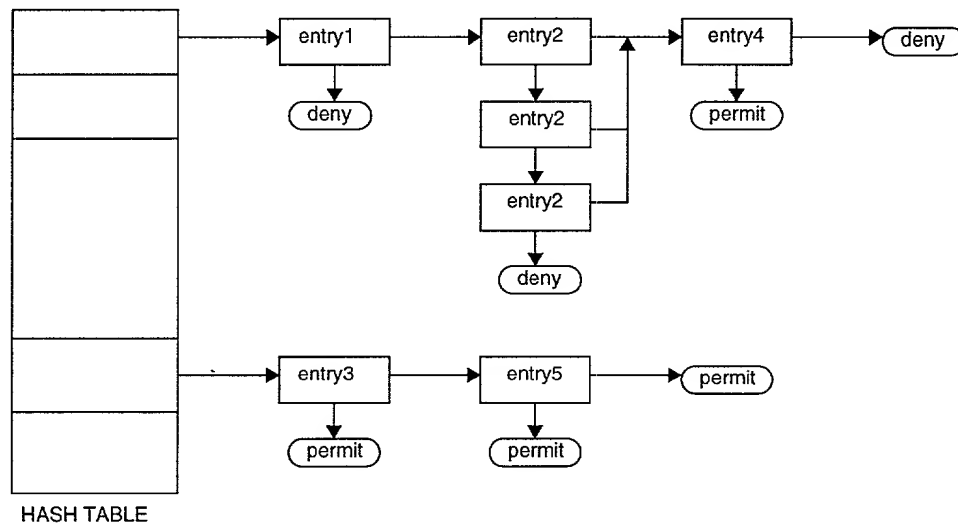 entry1
entry2
entry4
deny
deny
permit
entry2
entry2
deny
entry3
entry5
permit
permit
permit
HASH TABLE